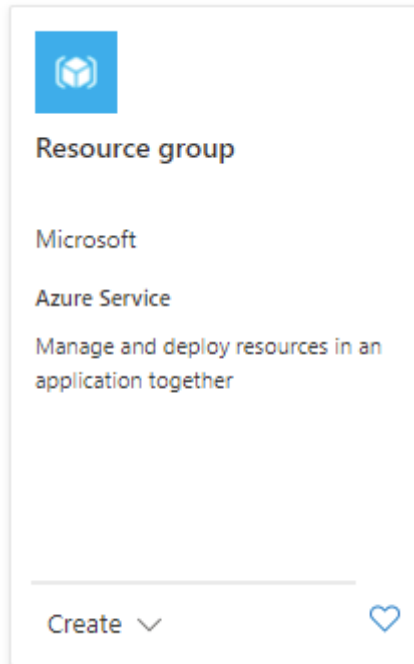 Resource group
Microsoft
Azure Service
Manage and deploy resources in an
application together
Create